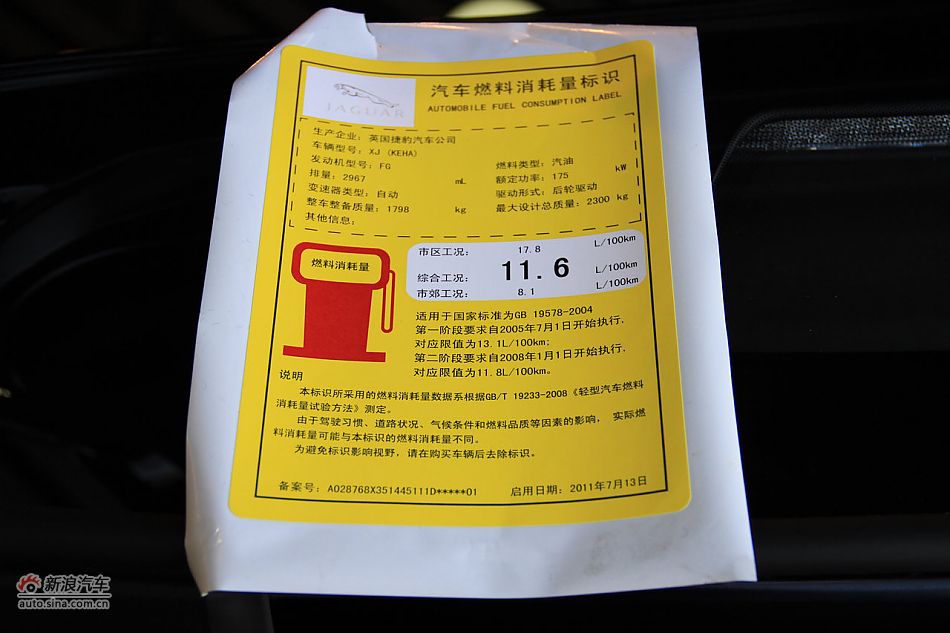 JAGUAR
汽车燃料消耗量标识
AUTOMOBILE FUEL CONSUMPTION LABEL
生产企业: 英国捷豹汽车公司
车辆型号: XJ (KEHA)
发动机型号: FG
燃料类型: 汽油
排量: 2967 mL
额定功率: 175 kW
变速器类型: 自动
驱动形式: 后轮驱动
整车整备质量: 1798 kg
最大设计总质量: 2300 kg
其他信息:
燃料消耗量
市区工况: 17.8 L/100km
综合工况: 11.6 L/100km
市郊工况: 8.1 L/100km
适用于国家标准为GB 19578-2004
第一阶段要求自2005年7月1日开始执行,
对应限值为13.1L/100km;
第二阶段要求自2008年1月1日开始执行,
对应限值为11.8L/100km。
说明
本标识所采用的燃料消耗量数据系根据GB/T 19233-2008《轻型汽车燃料
消耗量试验方法》测定。
由于驾驶习惯、道路状况、气候条件和燃料品质等因素的影响, 实际燃
料消耗量可能与本标识的燃料消耗量不同。
为避免标识影响视野, 请在购买车辆后去除标识。
备案号: A028768X351445111D*****01 启用日期: 2011年7月13日
新浪汽车
auto.sina.com.cn